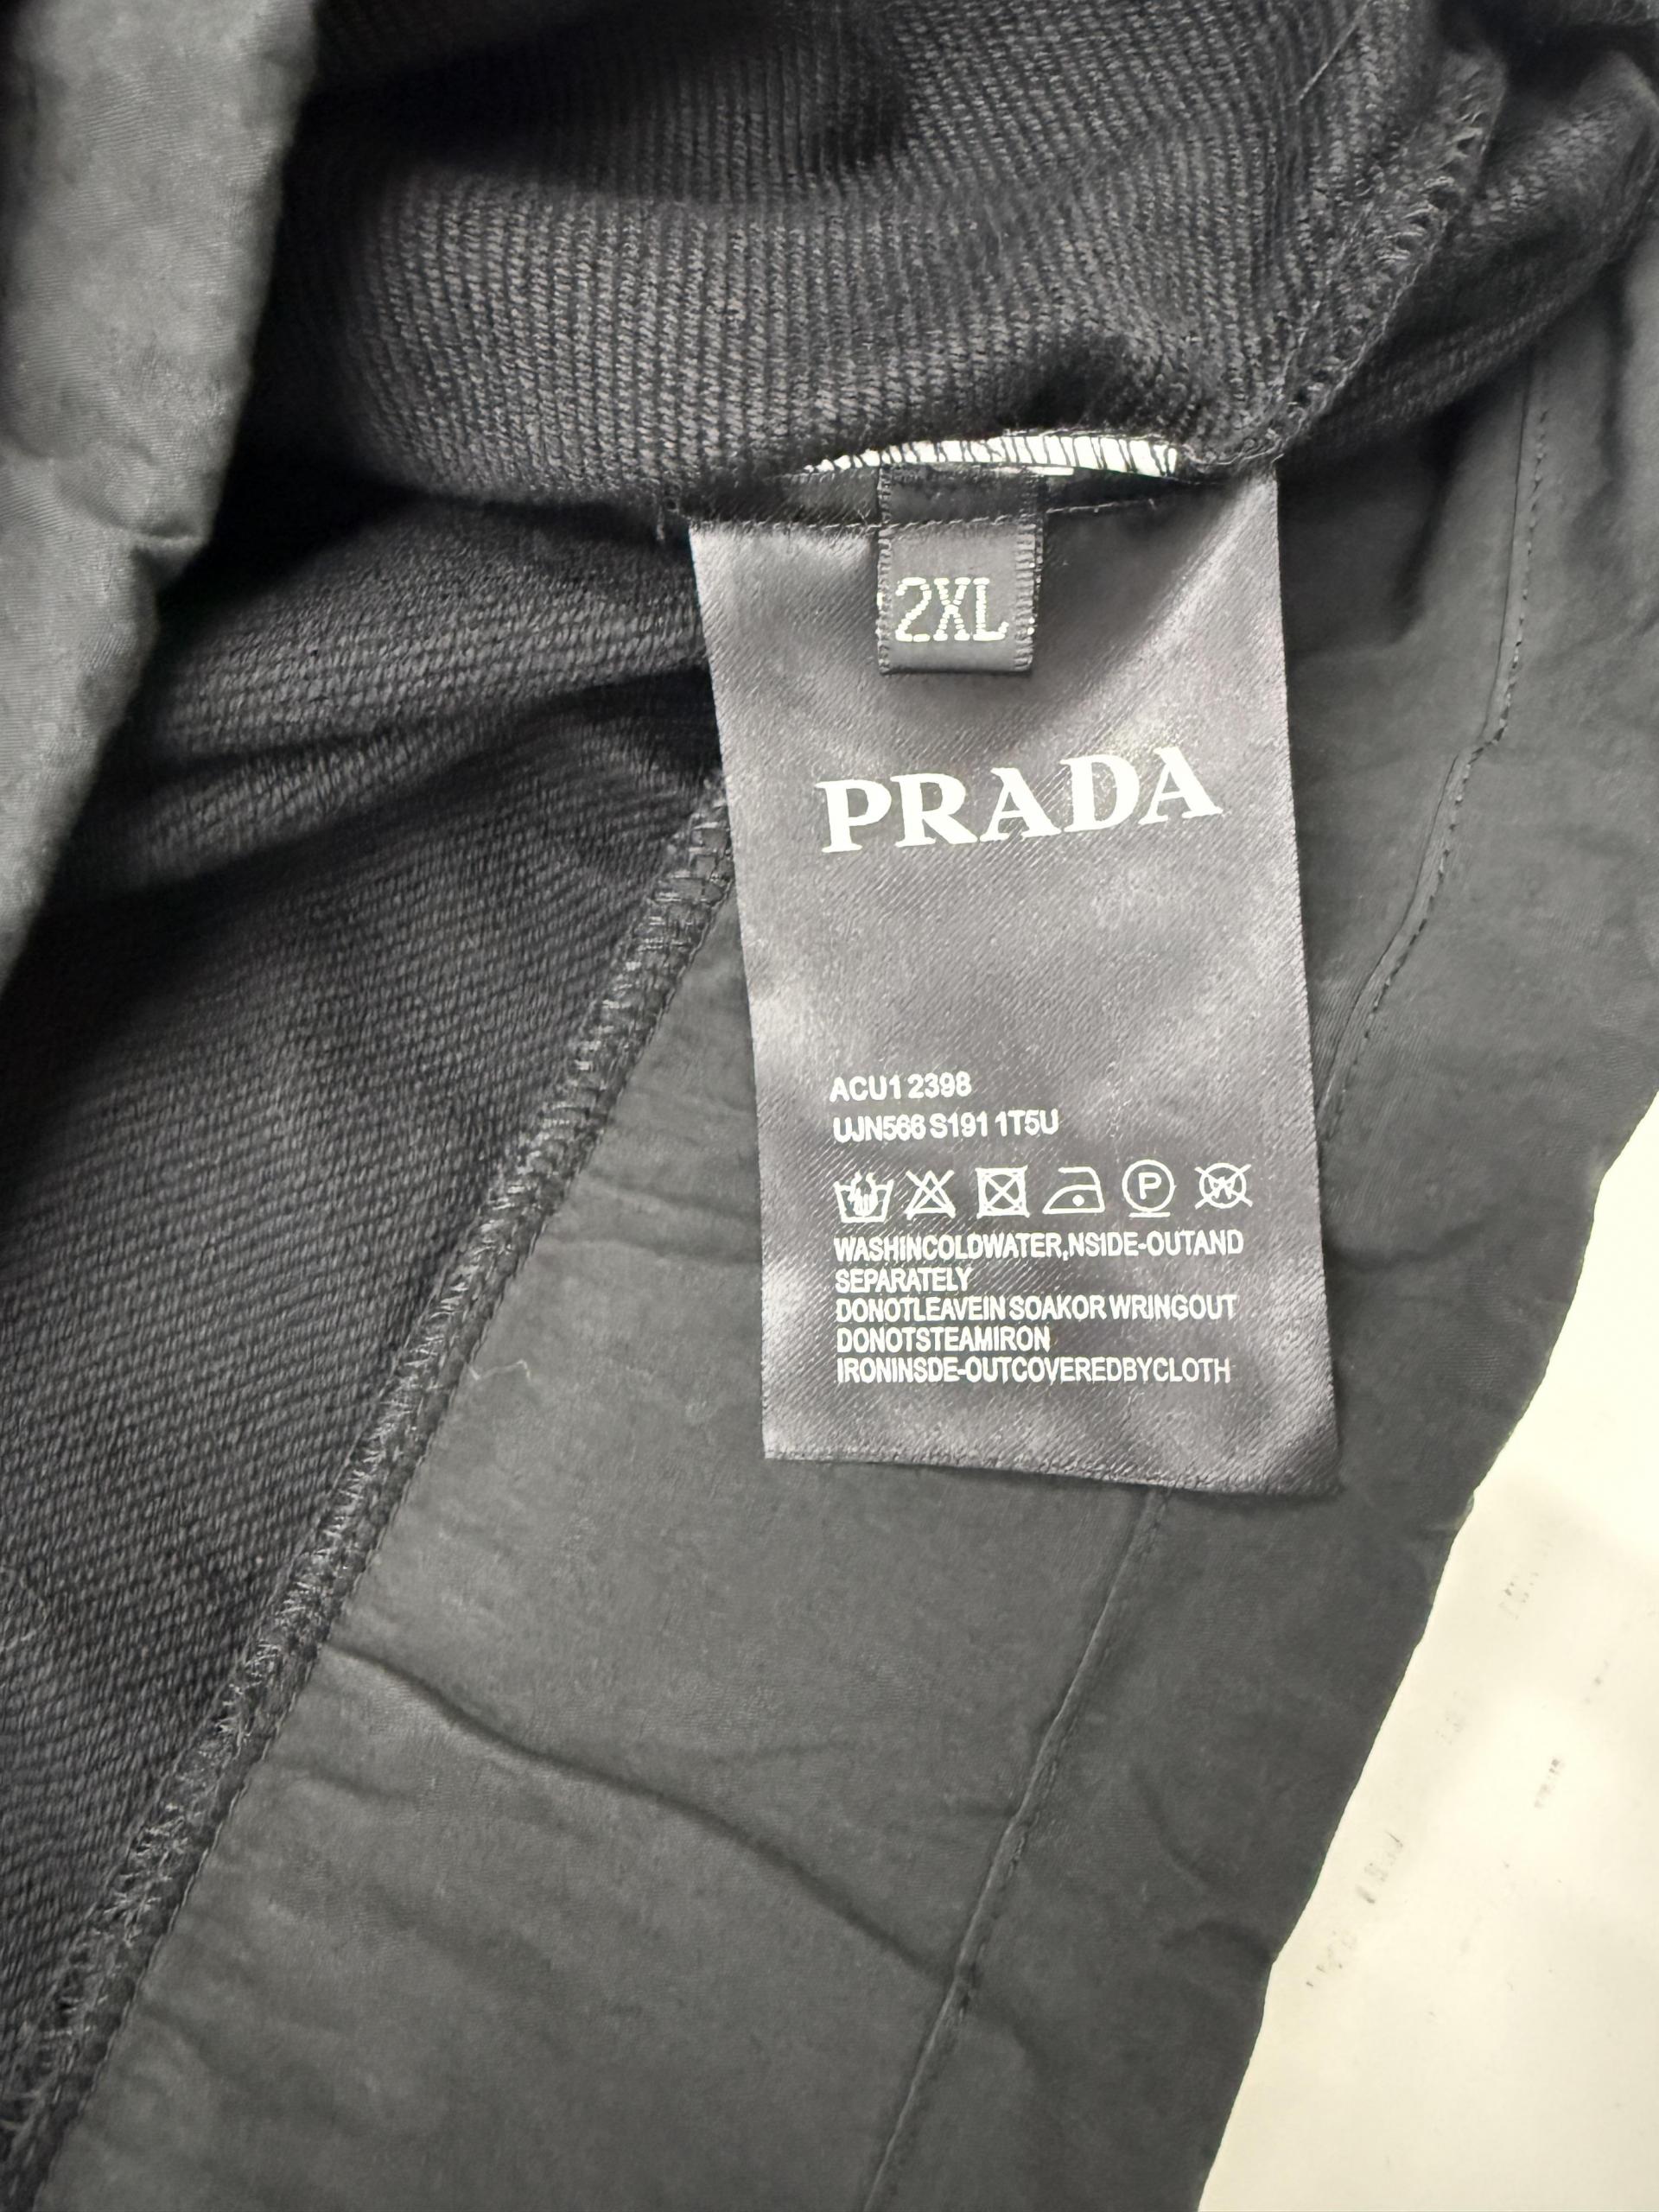 2XL
PRADA
ACU1 2398
UJN566 S191 1T5U
P W
WASHINCOLDWATER,NSIDE-OUTAND
SEPARATELY
DONOTLEAVEIN SOAKOR WRINGOUT
DONOTSTEAMIRON
IRONINSDE-OUTCOVEREDBYCLOTH